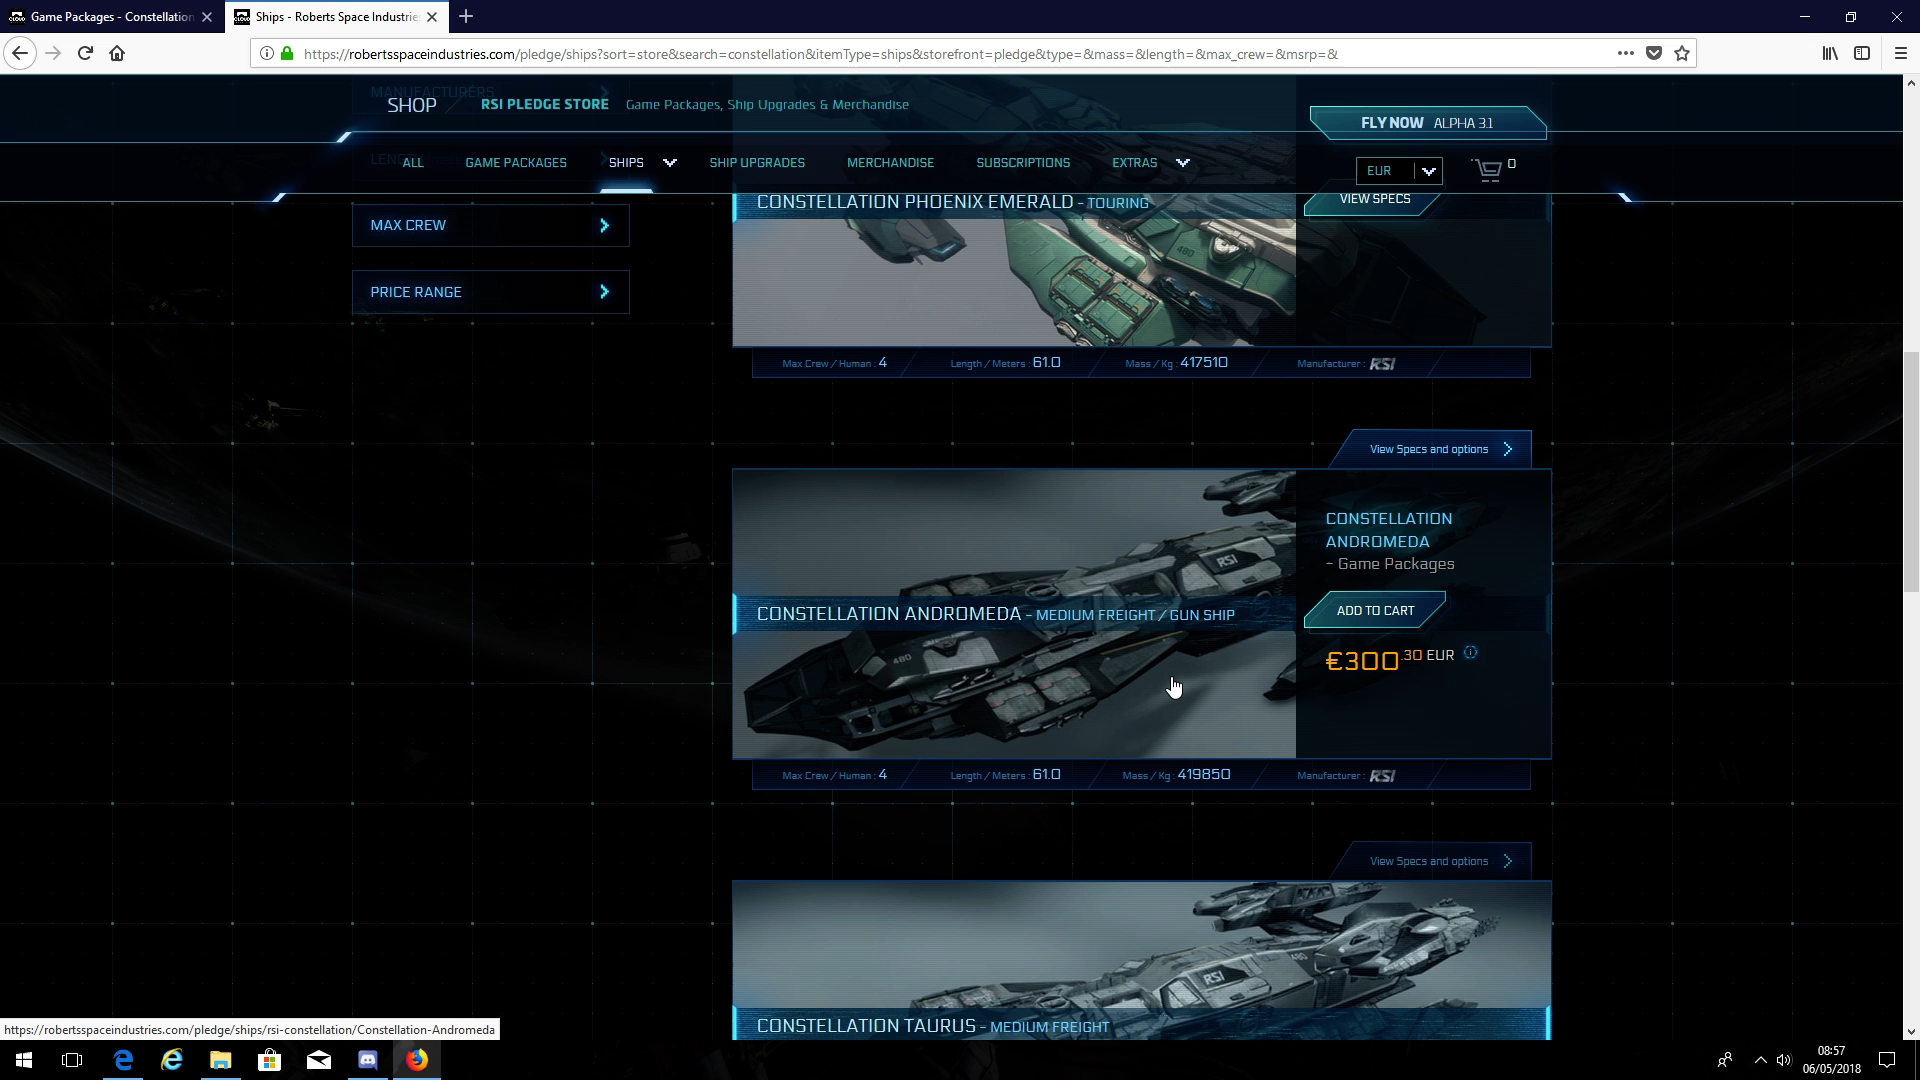 Game Packages - Constellation
Ships - Roberts Space Industrie
https://robertsspaceindustries.com/pledge/ships?sort=store&search=constellation&itemType=ships&storefront=pledge&type=&mass=&length=&max_crew=&msrp=&
MANUFACTURERS
SHOP RSI PLEDGE STORE Game Packages, Ship Upgrades & Merchandise
FLY NOW ALPHA 3.1
ALL GAME PACKAGES SHIPS SHIP UPGRADES MERCHANDISE SUBSCRIPTIONS EXTRAS
EUR 0
CONSTELLATION PHOENIX EMERALD - TOURING
VIEW SPECS
MAX CREW
PRICE RANGE
480
Max Crew / Human : 4 Length / Meters : 61.0 Mass / Kg : 417510 Manufacturer : RSI
View Specs and options
RSI
CONSTELLATION
ANDROMEDA
- Game Packages
CONSTELLATION ANDROMEDA - MEDIUM FREIGHT / GUN SHIP
ADD TO CART
480
€300.30 EUR
Max Crew / Human : 4 Length / Meters : 61.0 Mass / Kg : 419850 Manufacturer : RSI
View Specs and options
480
RSI
CONSTELLATION TAURUS - MEDIUM FREIGHT
https://robertsspaceindustries.com/pledge/ships/rsi-constellation/Constellation-Andromeda
08:57
06/05/2018